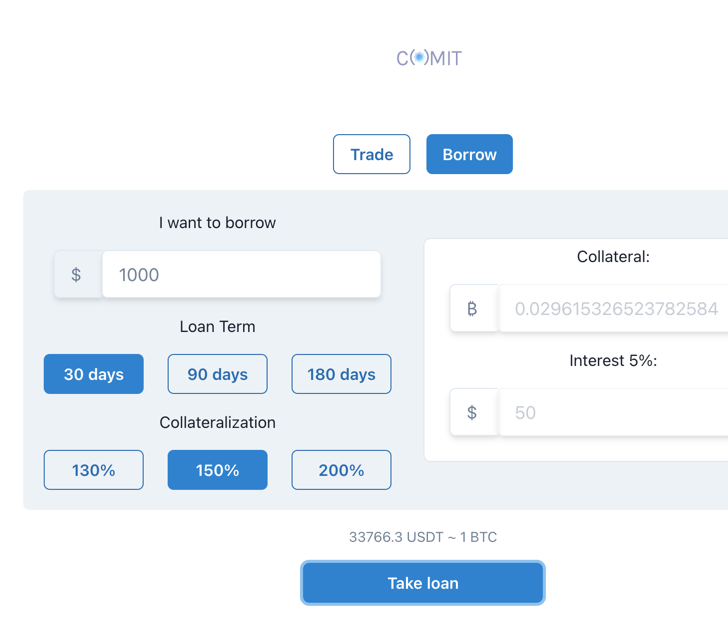 COMIT
Trade Borrow
I want to borrow
$ 1000
Loan Term
30 days 90 days 180 days
Collateralization
130% 150% 200%
Collateral:
₿ 0.029615326523782584
Interest 5%:
$ 50
33766.3 USDT ~ 1 BTC
Take loan